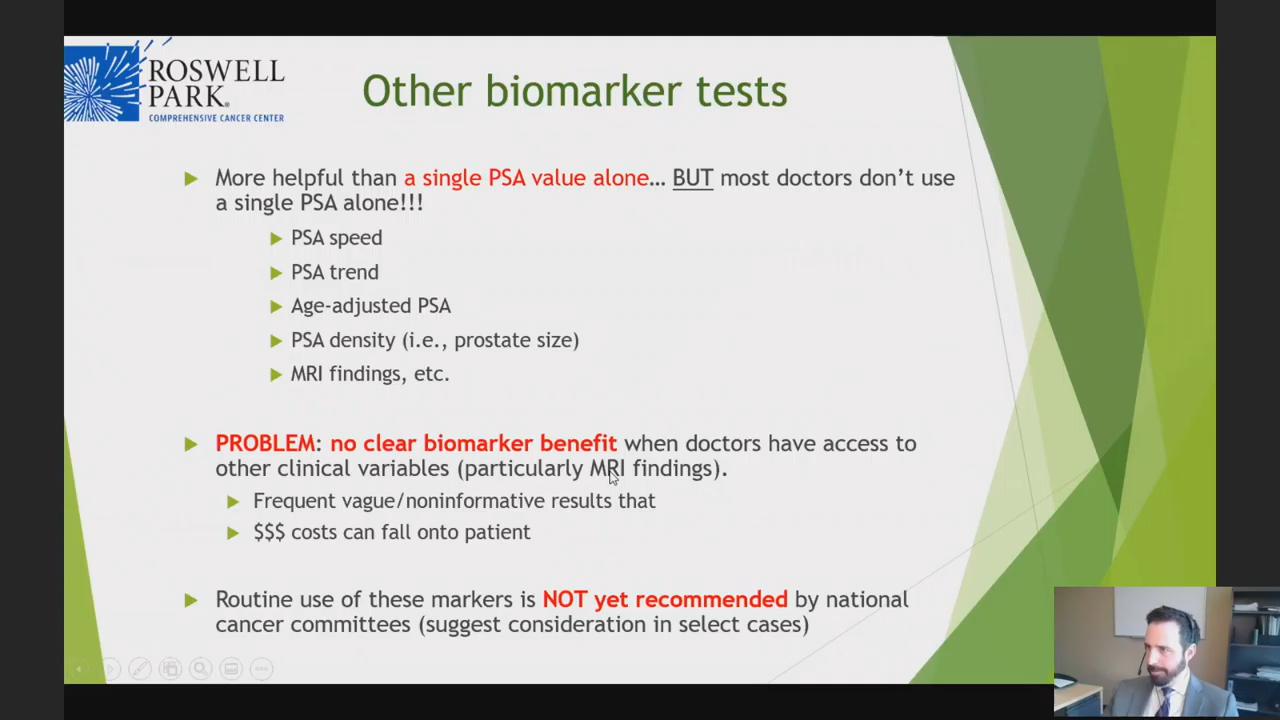 ROSWELL
PARK®
COMPREHENSIVE CANCER CENTER
Other biomarker tests
More helpful than a single PSA value alone… BUT most doctors don't use
a single PSA alone!!!
PSA speed
PSA trend
Age-adjusted PSA
PSA density (i.e., prostate size)
MRI findings, etc.
PROBLEM: no clear biomarker benefit when doctors have access to
other clinical variables (particularly MRI findings).
Frequent vague/noninformative results that
$$$ costs can fall onto patient
Routine use of these markers is NOT yet recommended by national
cancer committees (suggest consideration in select cases)